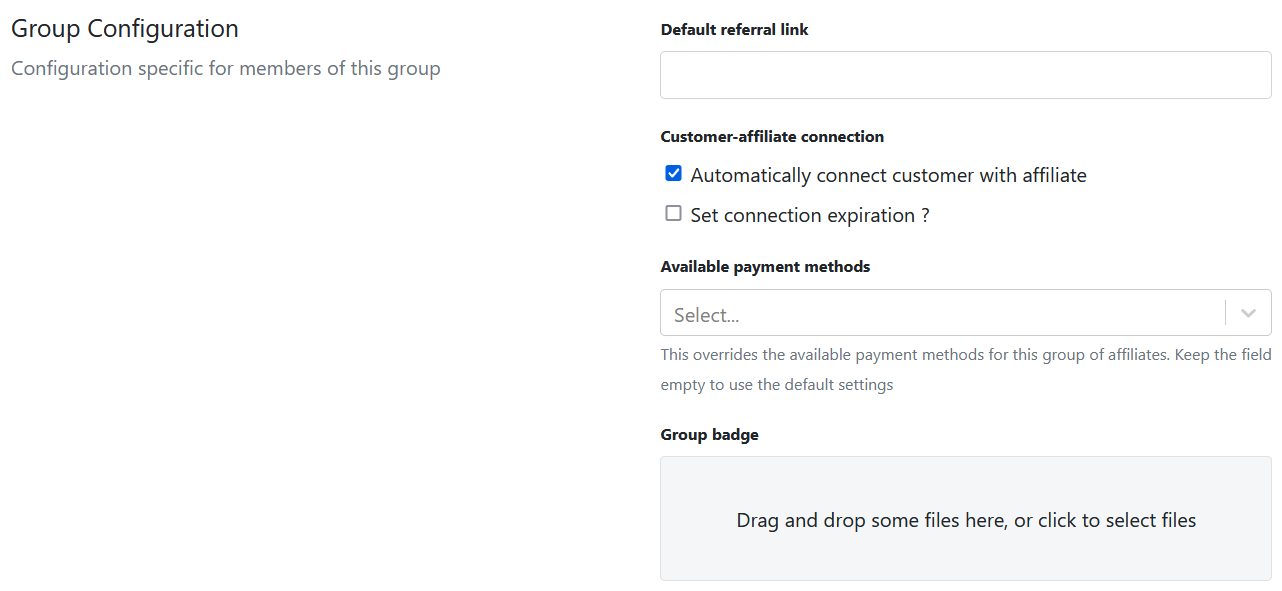 Group Configuration
Configuration specific for members of this group
Default referral link
Customer-affiliate connection
Automatically connect customer with affiliate
Set connection expiration ?
Available payment methods
Select...
This overrides the available payment methods for this group of affiliates. Keep the field
empty to use the default settings
Group badge
Drag and drop some files here, or click to select files